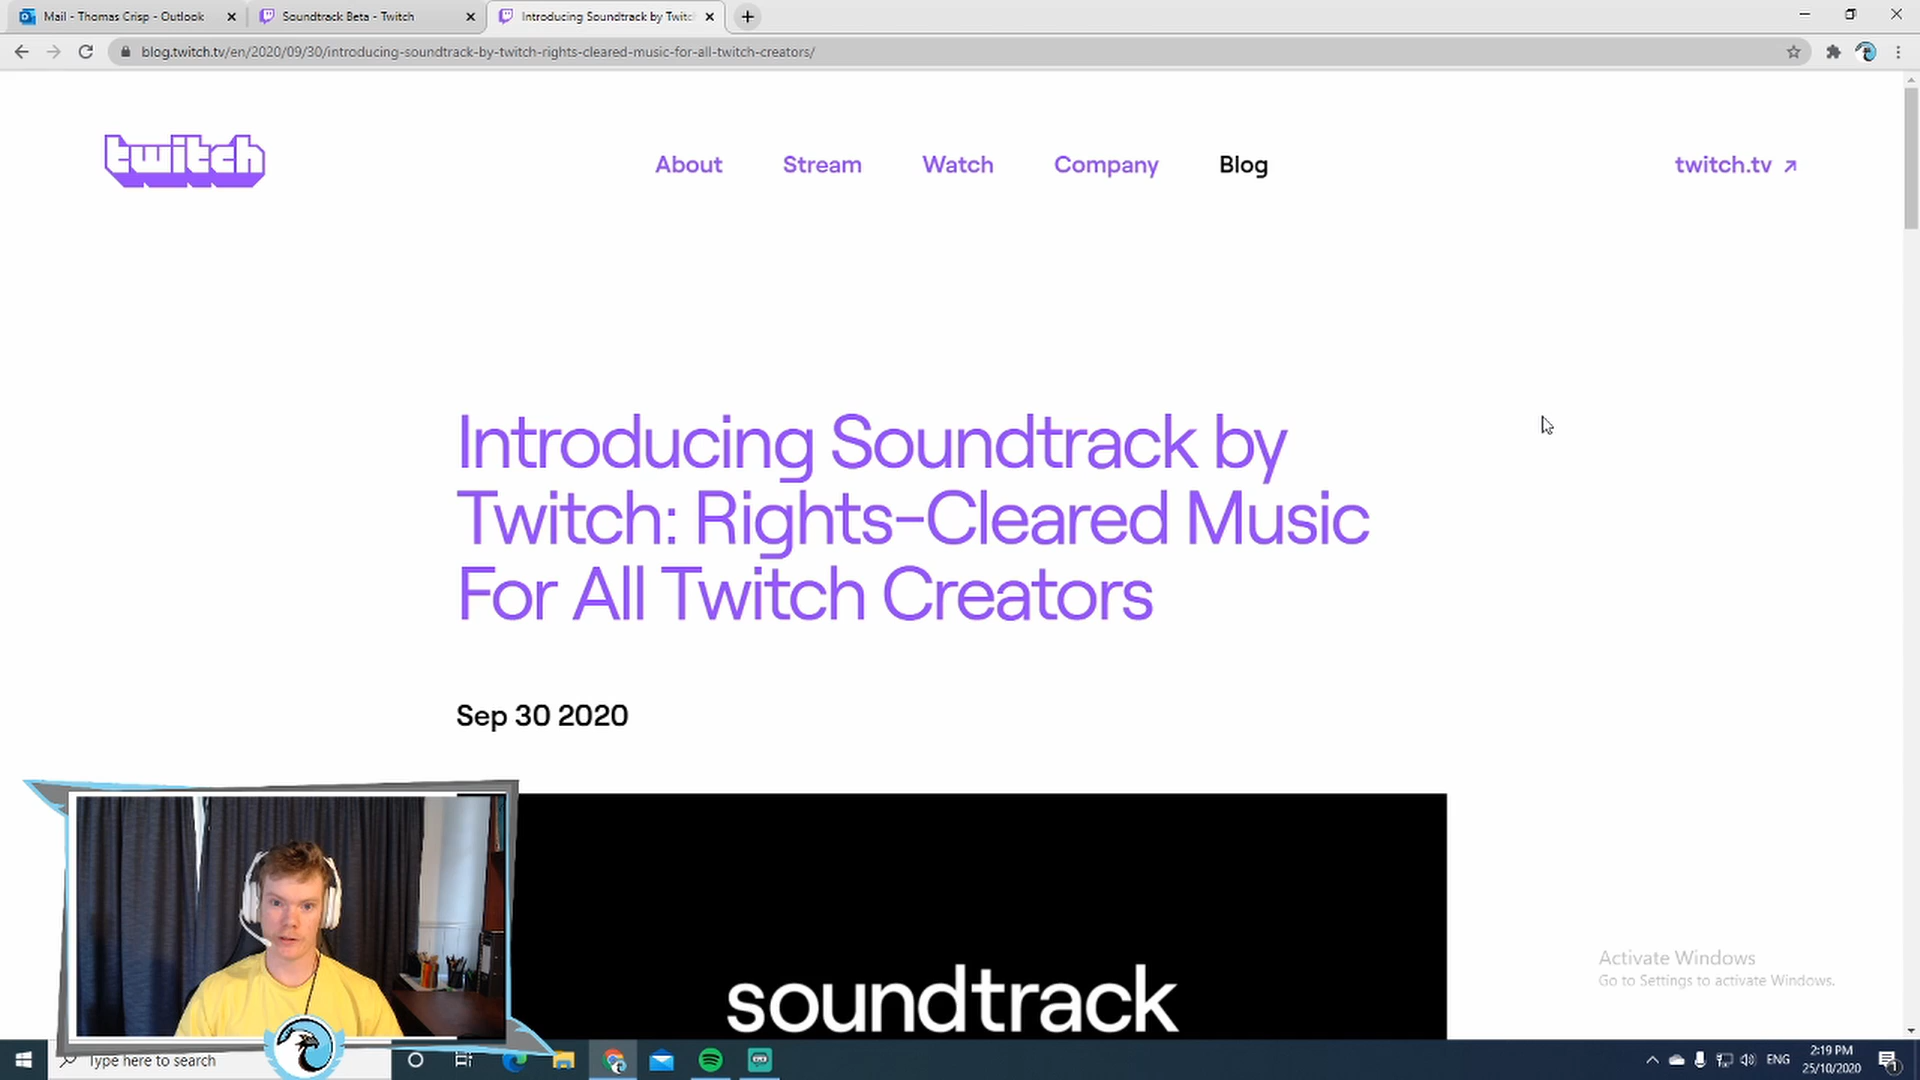 Mail - Thomas Crisp - Outlook
Soundtrack Beta - Twitch
Introducing Soundtrack by Twitc
blog.twitch.tv/en/2020/09/30/introducing-soundtrack-by-twitch-rights-cleared-music-for-all-twitch-creators/
twitch
About
Stream
Watch
Company
Blog
twitch.tv
Introducing Soundtrack by
Twitch: Rights-Cleared Music
For All Twitch Creators
Sep 30 2020
soundtrack
Activate Windows
Go to Settings to activate Windows.
Type here to search
ENG
2:19 PM
25/10/2020
1